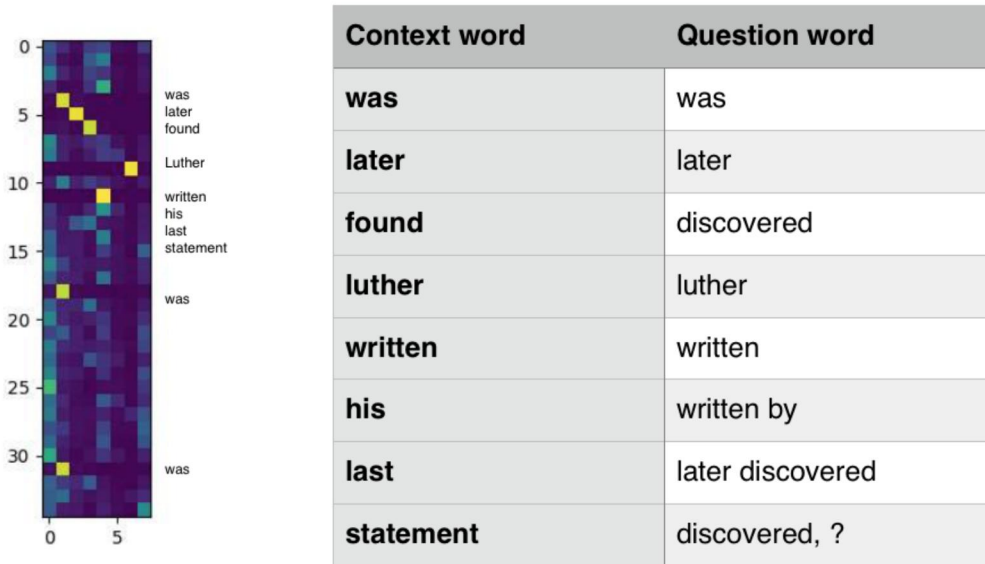 0
5
10
15
20
25
30
0 5
was
later
found
Luther
written
his
last
statement
was
was
Context word Question word
was was
later later
found discovered
luther luther
written written
his written by
last later discovered
statement discovered, ?